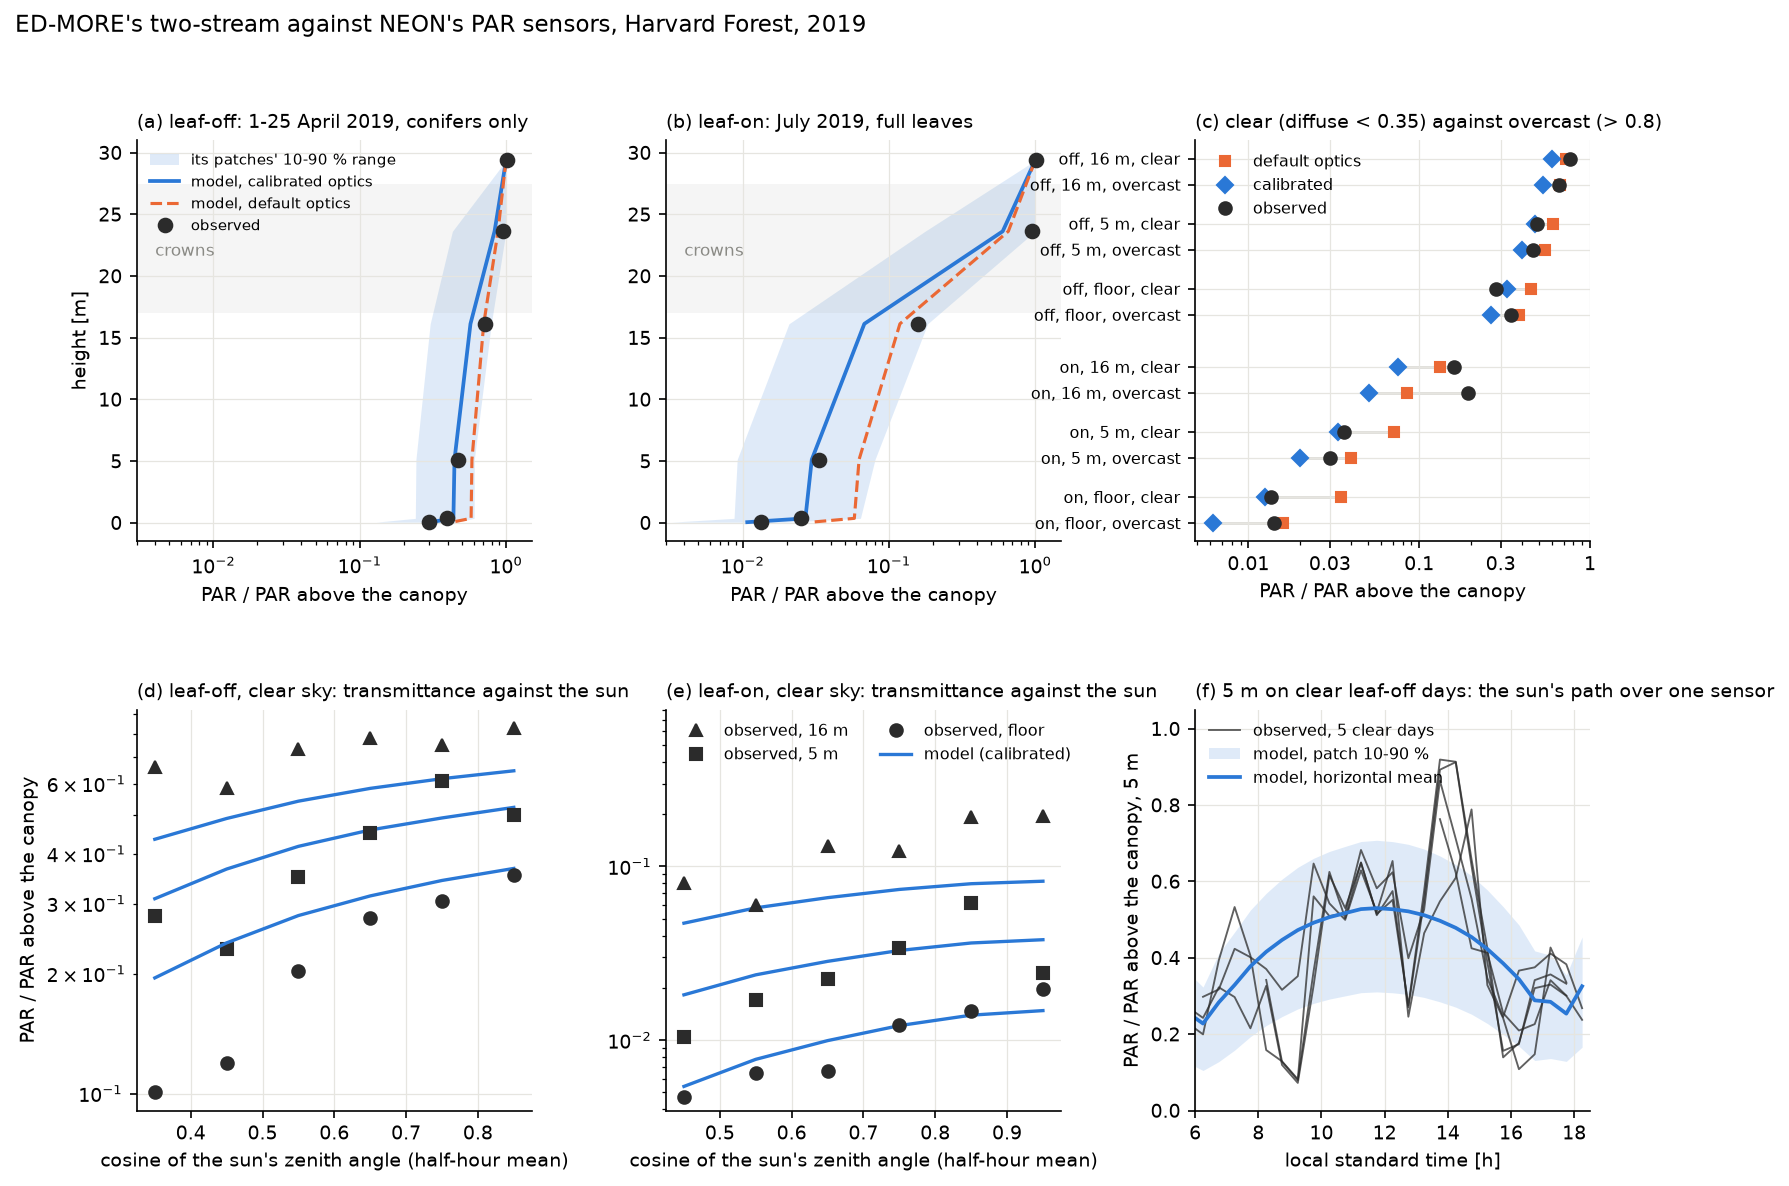 ED-MORE's two-stream against NEON's PAR sensors, Harvard Forest, 2019
(a) leaf-off: 1-25 April 2019, conifers only
its patches' 10-90 % range
model, calibrated optics
model, default optics
observed
crowns
height [m]
30
25
20
15
10
5
0
10⁻²
10⁻¹
10⁰
PAR / PAR above the canopy
(b) leaf-on: July 2019, full leaves
crowns
30
25
20
15
10
5
0
10⁻²
10⁻¹
10⁰
PAR / PAR above the canopy
(c) clear (diffuse < 0.35) against overcast (> 0.8)
default optics
calibrated
observed
off, 16 m, clear
off, 16 m, overcast
off, 5 m, clear
off, 5 m, overcast
off, floor, clear
off, floor, overcast
on, 16 m, clear
on, 16 m, overcast
on, 5 m, clear
on, 5 m, overcast
on, floor, clear
on, floor, overcast
0.01
0.03
0.1
0.3
1
PAR / PAR above the canopy
(d) leaf-off, clear sky: transmittance against the sun
PAR / PAR above the canopy
6 × 10⁻¹
4 × 10⁻¹
3 × 10⁻¹
2 × 10⁻¹
10⁻¹
0.4
0.5
0.6
0.7
0.8
cosine of the sun's zenith angle (half-hour mean)
(e) leaf-on, clear sky: transmittance against the sun
observed, 16 m
observed, 5 m
observed, floor
model (calibrated)
10⁻¹
10⁻²
0.5
0.6
0.7
0.8
0.9
cosine of the sun's zenith angle (half-hour mean)
(f) 5 m on clear leaf-off days: the sun's path over one sensor
observed, 5 clear days
model, patch 10-90 %
model, horizontal mean
PAR / PAR above the canopy, 5 m
1.0
0.8
0.6
0.4
0.2
0.0
6
8
10
12
14
16
18
local standard time [h]